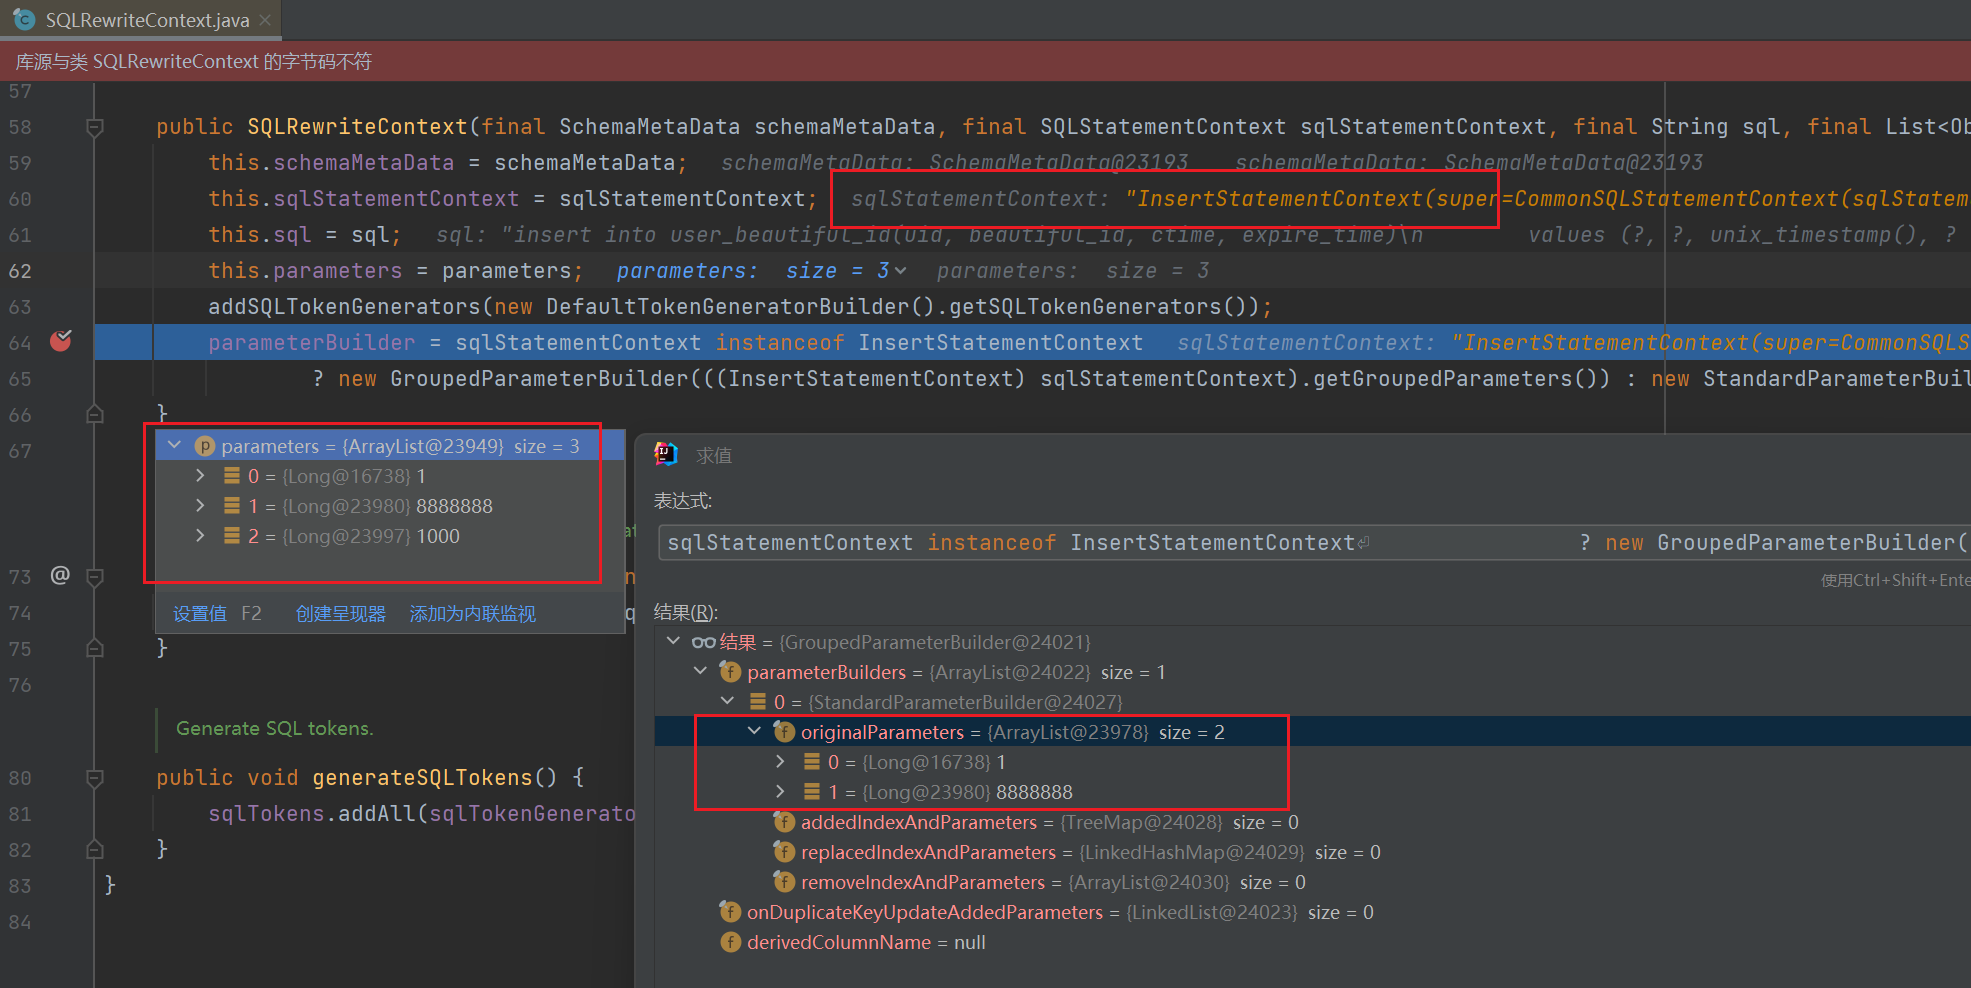 SQLRewriteContext.java
库源与类 SQLRewriteContext 的字节码不符
57
58 public SQLRewriteContext(final SchemaMetaData schemaMetaData, final SQLStatementContext sqlStatementContext, final String sql, final List<Ob
59 this.schemaMetaData = schemaMetaData; schemaMetaData: SchemaMetaData@23193 schemaMetaData: SchemaMetaData@23193
60 this.sqlStatementContext = sqlStatementContext; sqlStatementContext: "InsertStatementContext(super=CommonSQLStatementContext(sqlStatem
61 this.sql = sql; sql: "insert into user_beautiful_id(uid, beautiful_id, ctime, expire_time)\n values (?, ?, unix_timestamp(), ?
62 this.parameters = parameters; parameters: size = 3 parameters: size = 3
63 addSQLTokenGenerators(new DefaultTokenGeneratorBuilder().getSQLTokenGenerators());
64 parameterBuilder = sqlStatementContext instanceof InsertStatementContext sqlStatementContext: "InsertStatementContext(super=CommonSQLS
65 ? new GroupedParameterBuilder(((InsertStatementContext) sqlStatementContext).getGroupedParameters()) : new StandardParameterBuil
66 }
67
parameters = {ArrayList@23949} size = 3
0 = {Long@16738} 1
1 = {Long@23980} 8888888
2 = {Long@23997} 1000
设置值 F2 创建呈现器 添加为内联监视
73 @
74
75 }
76
Generate SQL tokens.
80 public void generateSQLTokens() {
81 sqlTokens.addAll(sqlTokenGenerato
82 }
83 }
84
求值
表达式:
sqlStatementContext instanceof InsertStatementContext⏎ ? new GroupedParameterBuilder(
使用Ctrl+Shift+Ente
结果(R):
结果 = {GroupedParameterBuilder@24021}
parameterBuilders = {ArrayList@24022} size = 1
0 = {StandardParameterBuilder@24027}
originalParameters = {ArrayList@23978} size = 2
0 = {Long@16738} 1
1 = {Long@23980} 8888888
addedIndexAndParameters = {TreeMap@24028} size = 0
replacedIndexAndParameters = {LinkedHashMap@24029} size = 0
removeIndexAndParameters = {ArrayList@24030} size = 0
onDuplicateKeyUpdateAddedParameters = {LinkedList@24023} size = 0
derivedColumnName = null